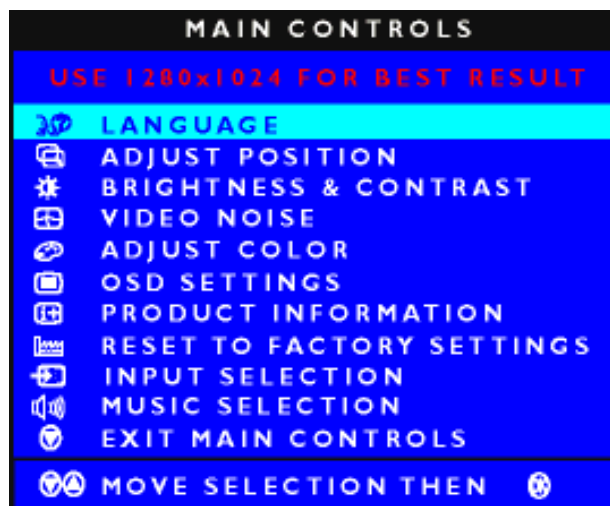 MAIN CONTROLS
USE 1280x1024 FOR BEST RESULT
LANGUAGE
ADJUST POSITION
BRIGHTNESS & CONTRAST
VIDEO NOISE
ADJUST COLOR
OSD SETTINGS
PRODUCT INFORMATION
RESET TO FACTORY SETTINGS
INPUT SELECTION
MUSIC SELECTION
EXIT MAIN CONTROLS
MOVE SELECTION THEN